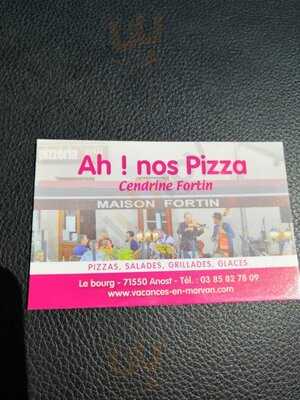 pizzeria
Ah ! nos Pizza
Cendrine Fortin
MAISON FORTIN
PIZZAS, SALADES, GRILLADES, GLACES
Le bourg - 71550 Anost - Tél. : 03 85 82 78 09
www.vacances-en-morvan.com